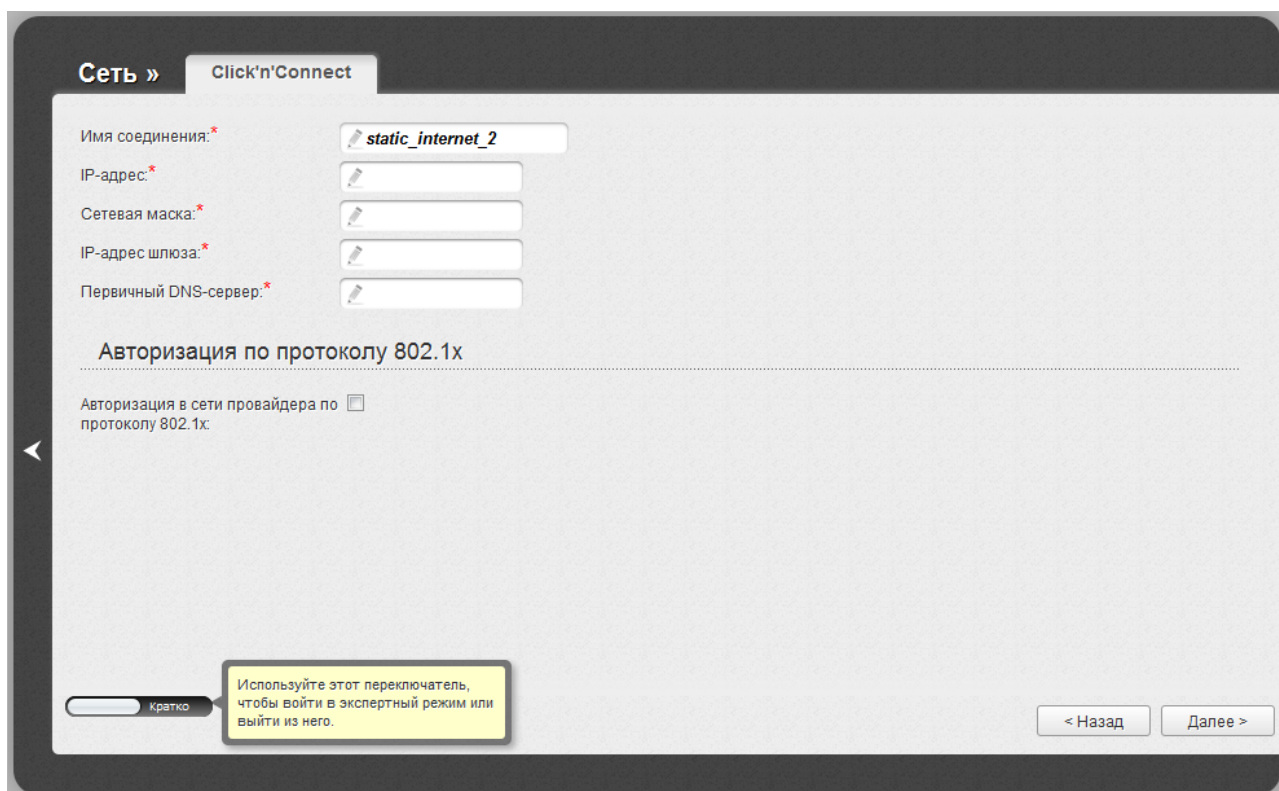 Сеть »
Click'n'Connect
Имя соединения:*
static_internet_2
IP-адрес:*
Сетевая маска:*
IP-адрес шлюза:*
Первичный DNS-сервер:*
Авторизация по протоколу 802.1x
Авторизация в сети провайдера по
протоколу 802.1x:
Кратко
Используйте этот переключатель,
чтобы войти в экспертный режим или
выйти из него.
< Назад
Далее >